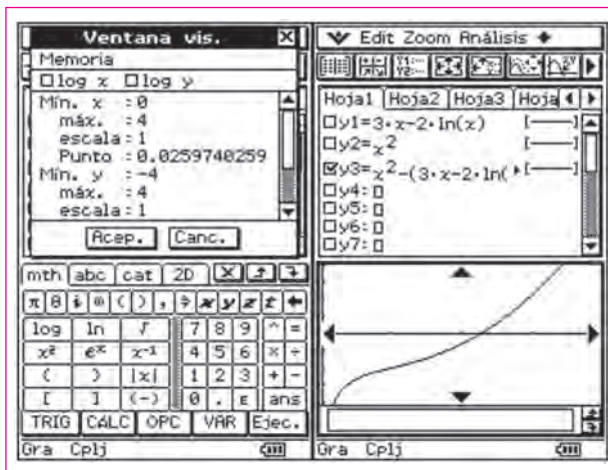 Ventana vis.
Memoria
log x log y
Mín. x :0
máx. :4
escala:1
Punto :0.0259740259
Mín. y :-4
máx. :4
escala:1
Acep. Canc.
mth abc cat 2D
π θ i ∞ ( ) , x y z t
log ln √ 7 8 9 ^ =
x² eˣ x⁻¹ 4 5 6 × ÷
( ) |x| 1 2 3 + -
[ ] (-) 0 . E ans
TRIG CALC OPC VAR Ejec.
Gra Cplj
Edit Zoom Análisis
Hoja1 Hoja2 Hoja3 Hoja
y1=3·x-2·ln(x)
y2=x²
y3=x²-(3·x-2·ln(
y4:
y5:
y6:
y7:
Gra Cplj